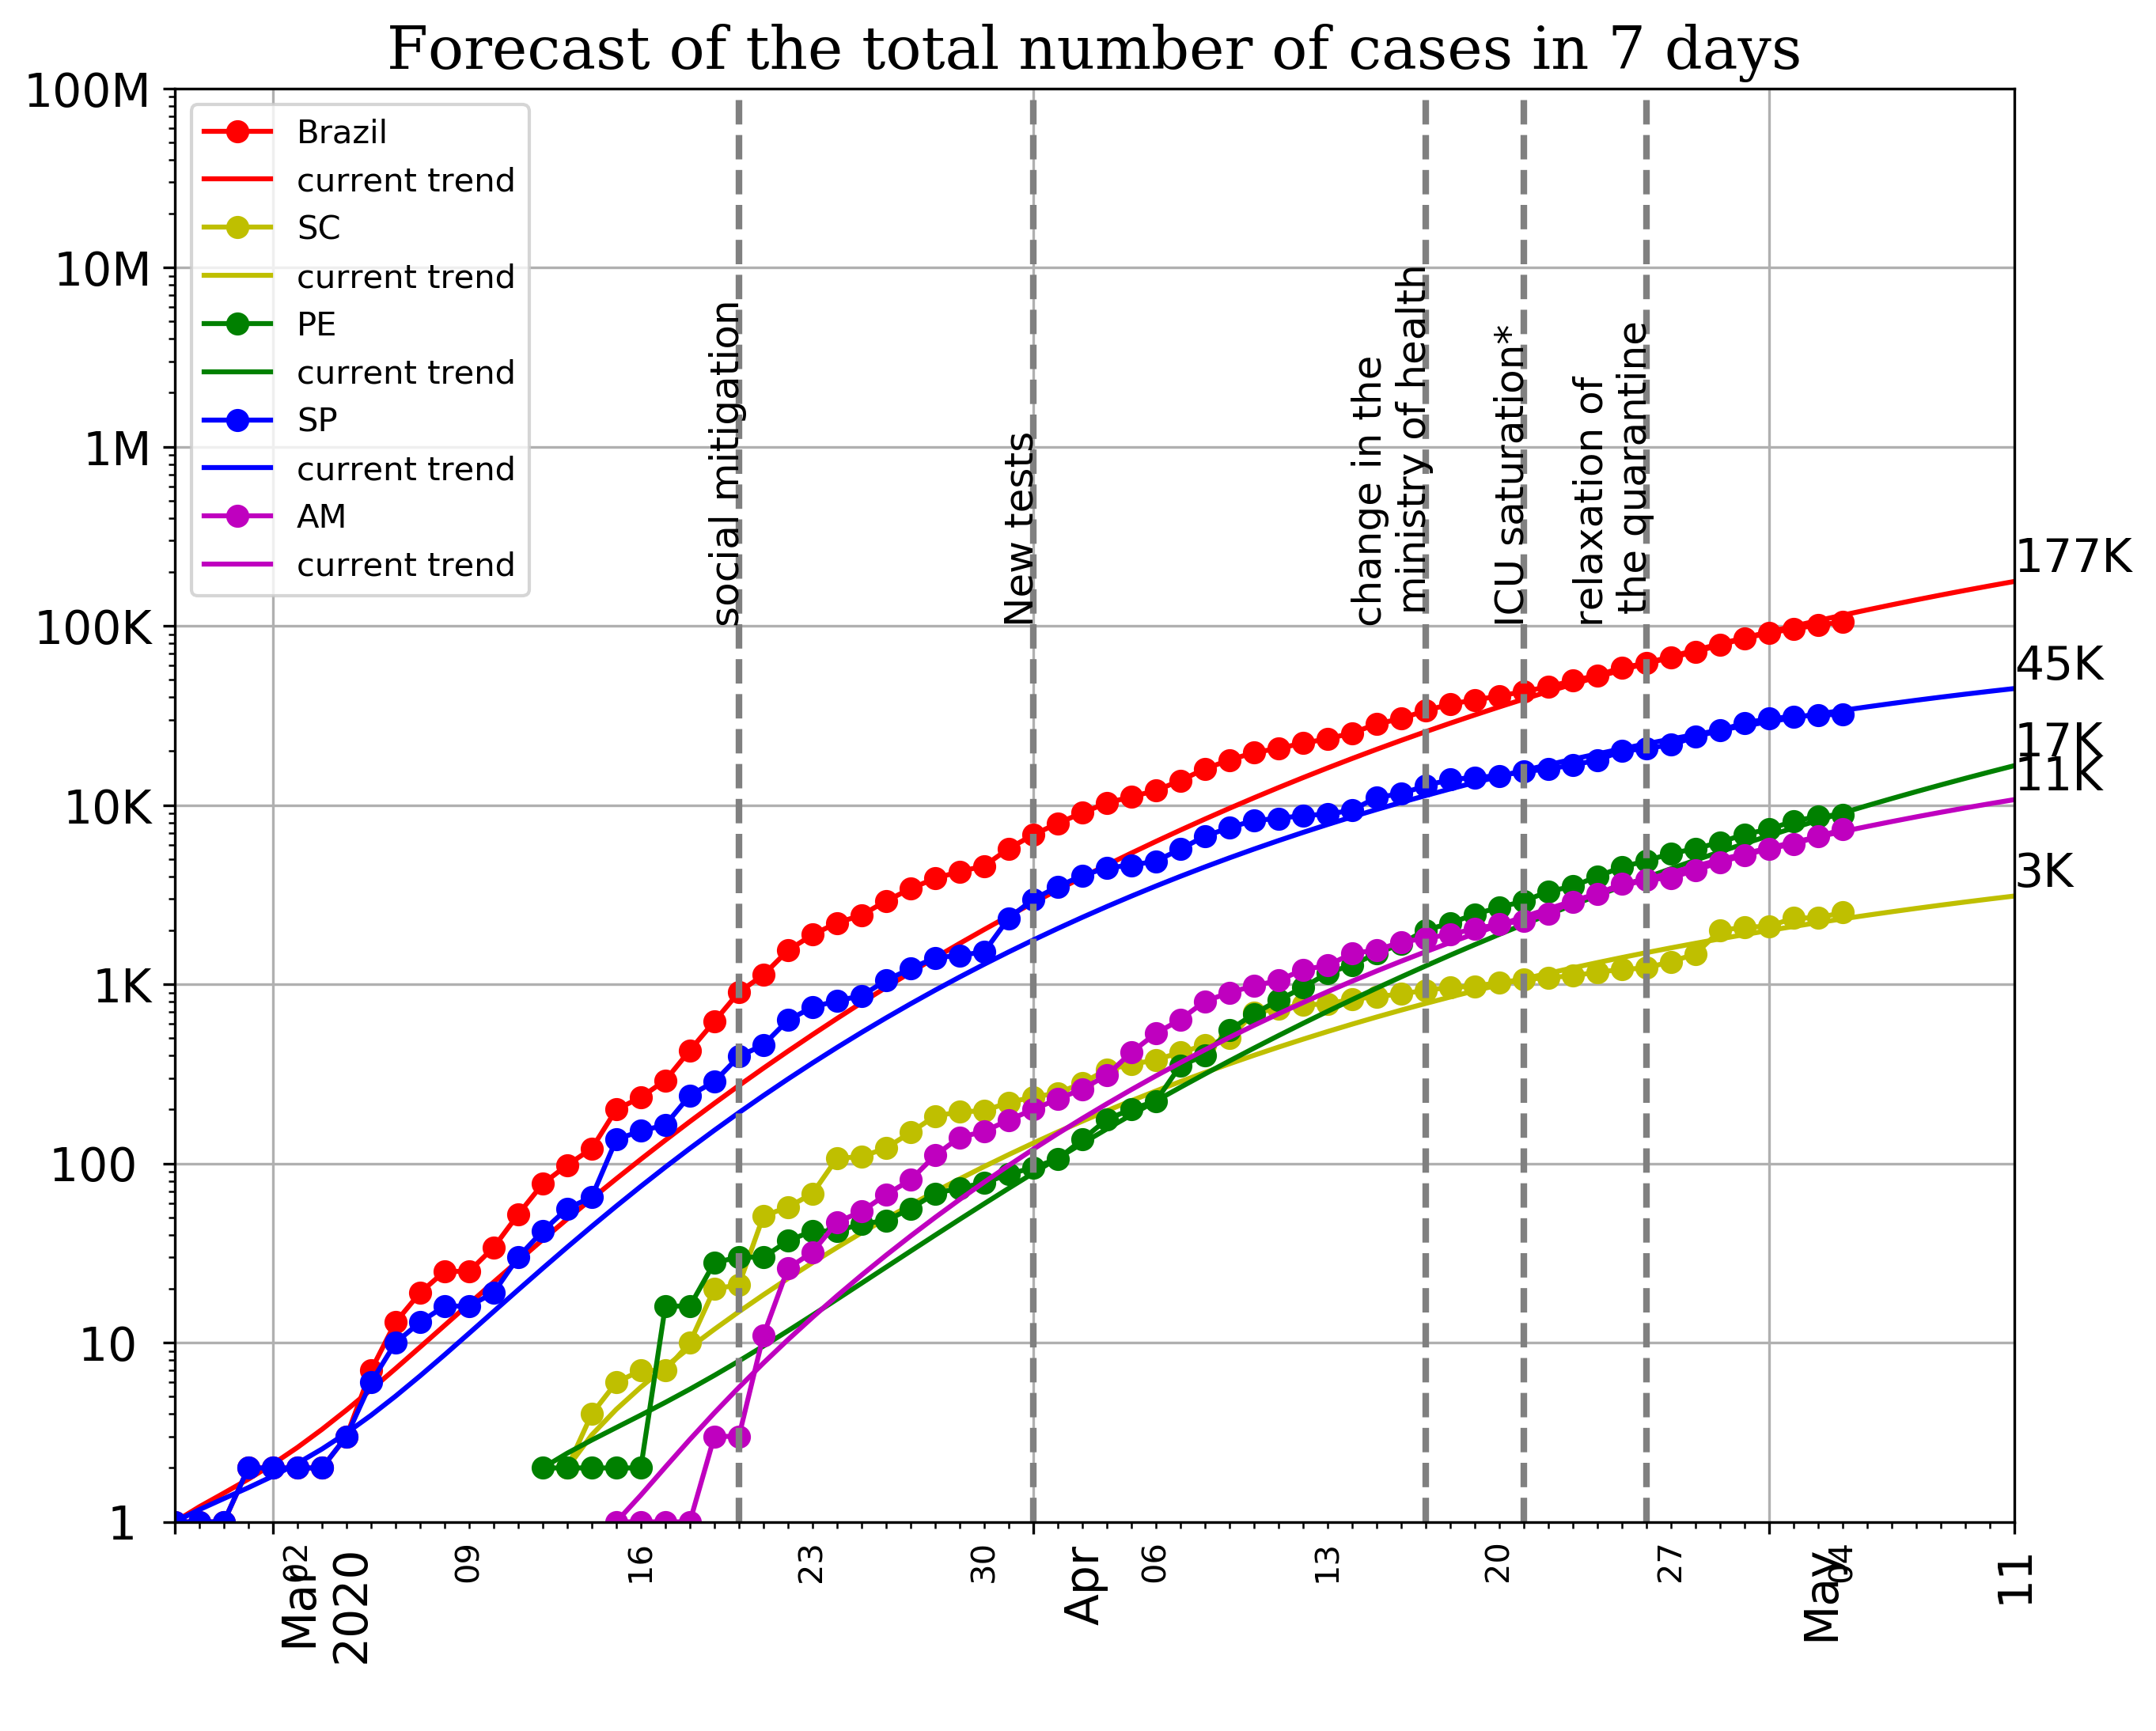 Forecast of the total number of cases in 7 days
100M
10M
1M
100K
10K
1K
100
10
1
Brazil
current trend
SC
current trend
PE
current trend
SP
current trend
AM
current trend
social mitigation
New tests
change in the
ministry of health
ICU saturation*
relaxation of
the quarantine
177K
45K
17K
11K
3K
02
09
16
23
30
06
13
20
27
04
Mar
2020
Apr
May
11